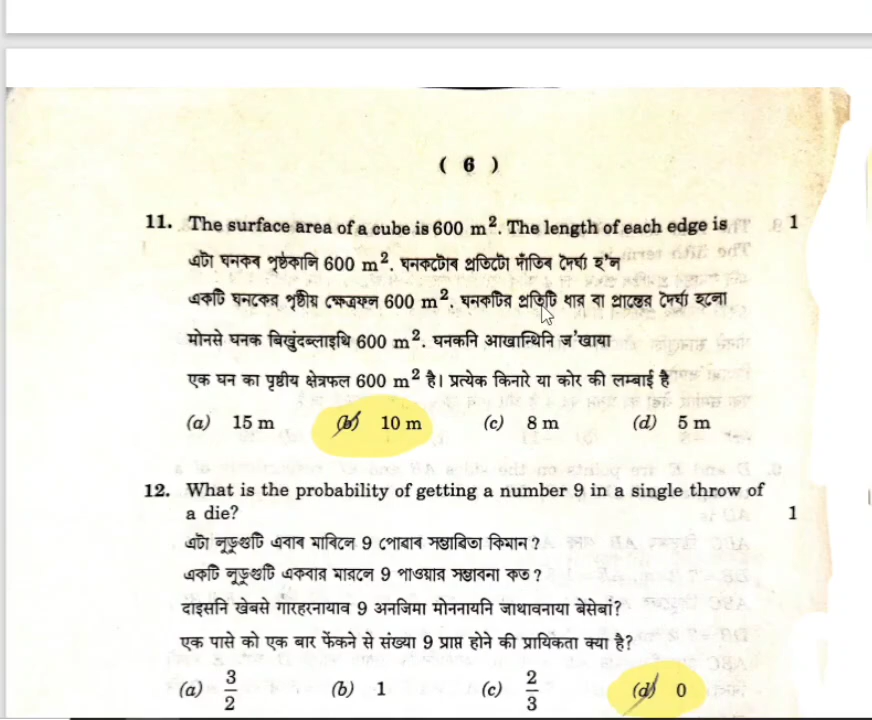 ( 6 )
11. The surface area of a cube is 600 m². The length of each edge is 1
এটা ঘনকৰ পৃষ্ঠকালি 600 m². ঘনকটোৰ প্ৰতিটো দাঁতিৰ দৈৰ্ঘ্য হ’ল
একটি ঘনকের পৃষ্ঠীয় ক্ষেত্রফল 600 m². ঘনকটির প্রতিটি ধার বা প্রান্তের দৈর্ঘ্য হলো
मोनसे घनक बिखुंदब्लाइथि 600 m². घनकनि आखान्थिनि ज'खाया
एक घन का पृष्ठीय क्षेत्रफल 600 m² है। प्रत्येक किनारे या कोर की लम्बाई है
(a) 15 m (b) 10 m (c) 8 m (d) 5 m
12. What is the probability of getting a number 9 in a single throw of
a die? 1
এটা লুডুগুটি এবাৰ মাৰিলে 9 পোৱাৰ সম্ভাৱিতা কিমান ?
একটি লুডুগুটি একবার মারলে 9 পাওয়ার সম্ভাবনা কত ?
दाइसनि खेबसे गारहरनायाव 9 अनजिमा मोननायनि जाथावनाया बेसेबां?
एक पासे को एक बार फेंकने से संख्या 9 प्राप्त होने की प्रायिकता क्या है?
(a) 3/2 (b) 1 (c) 2/3 (d) 0